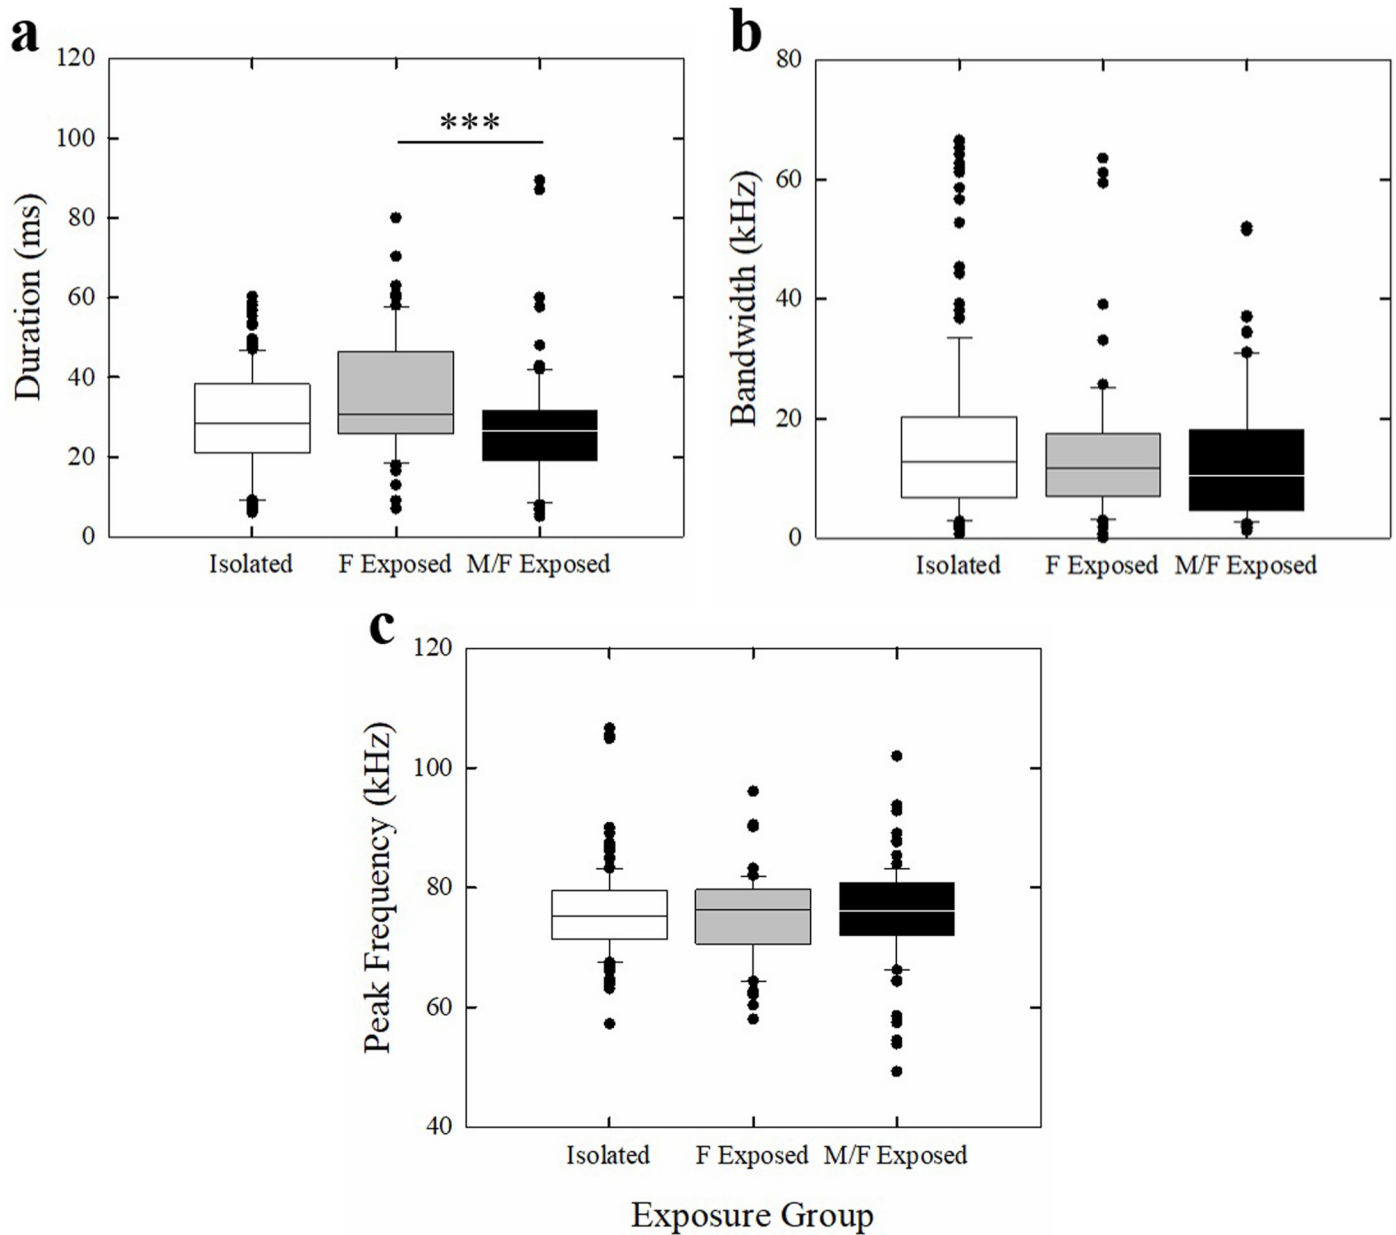 a
120
100
80
60
40
20
0
Duration (ms)
***
Isolated F Exposed M/F Exposed
b
80
60
40
20
0
Bandwidth (kHz)
Isolated F Exposed M/F Exposed
c
120
100
80
60
40
Peak Frequency (kHz)
Isolated F Exposed M/F Exposed
Exposure Group